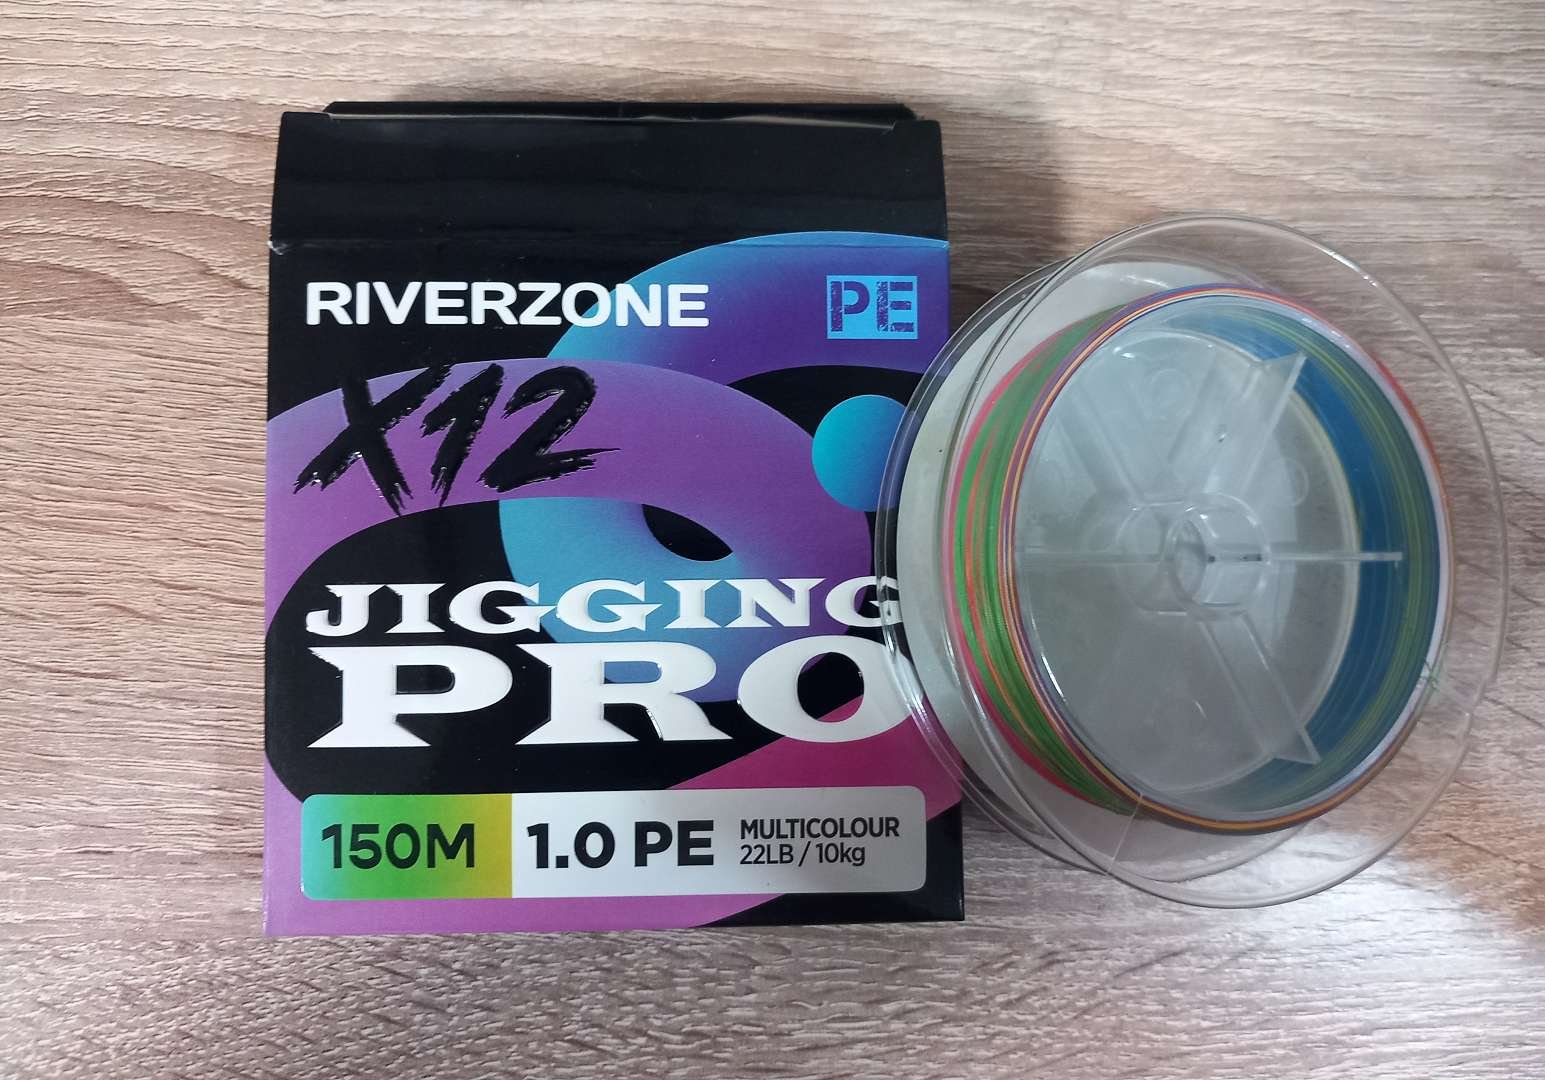 RIVERZONE
PE
X12
JIGGING
PRO
150M
1.0 PE
MULTICOLOUR
22LB / 10kg